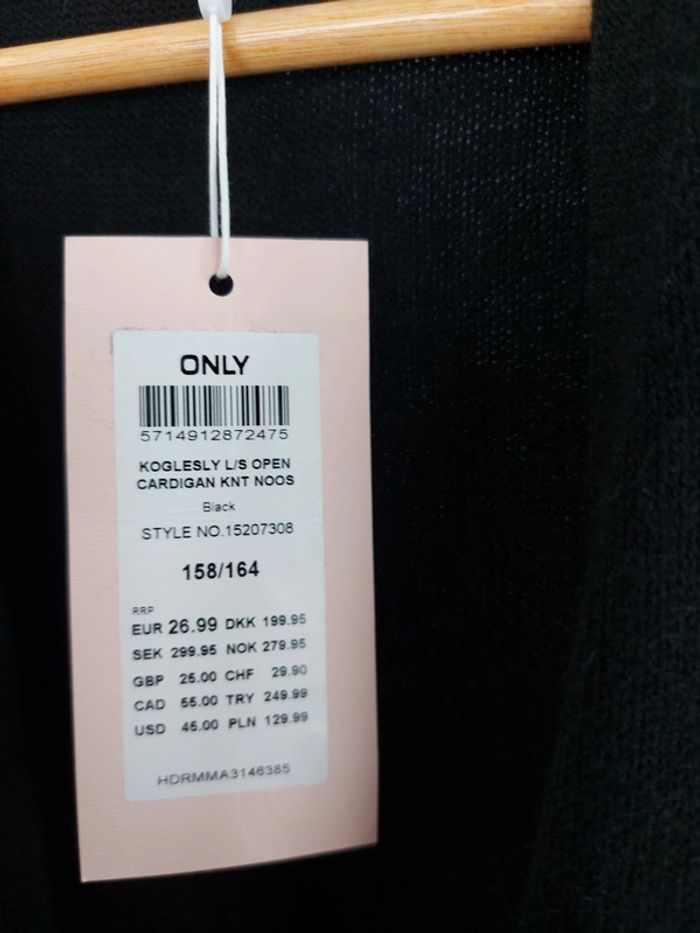 ONLY
5714912872475
KOGLESLY L/S OPEN
CARDIGAN KNT NOOS
Black
STYLE NO.15207308
158/164
RRP
EUR 26.99 DKK 199.95
SEK 299.95 NOK 279.95
GBP 25.00 CHF 29.90
CAD 55.00 TRY 249.99
USD 45.00 PLN 129.99
HDRMMA3146385